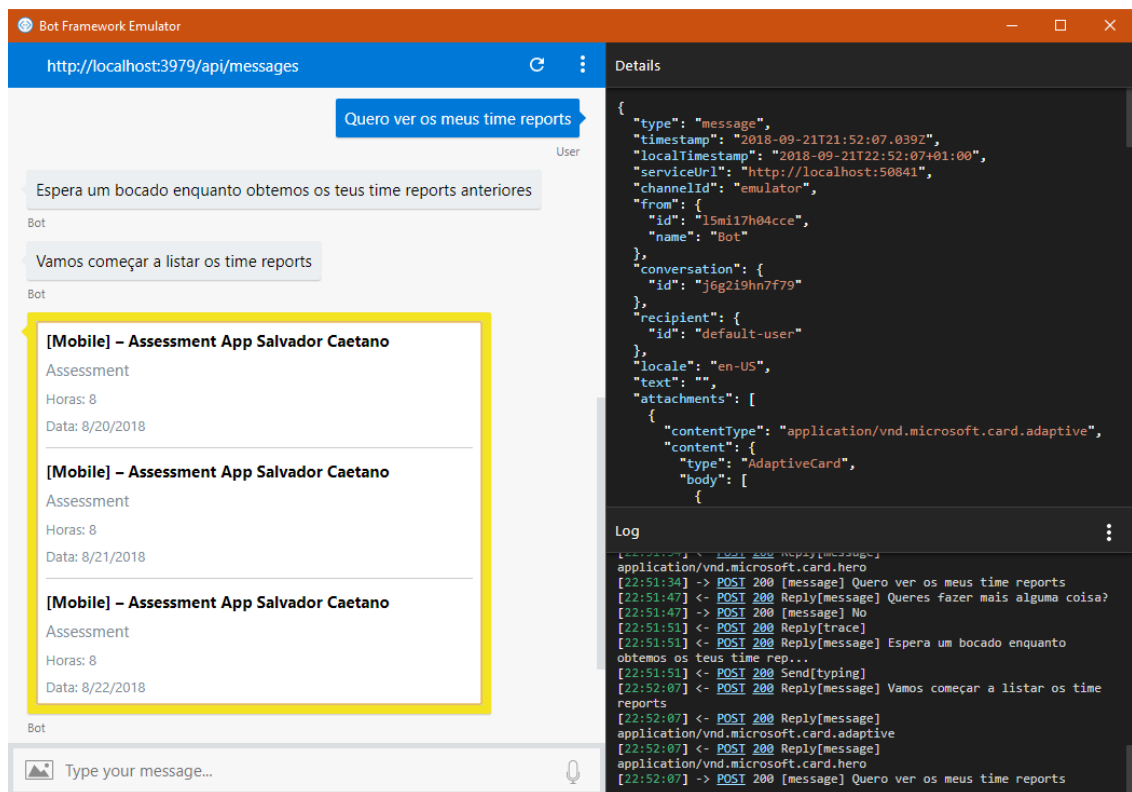 Bot Framework Emulator
http://localhost:3979/api/messages
Quero ver os meus time reports
User
Espera um bocado enquanto obtemos os teus time reports anteriores
Bot
Vamos começar a listar os time reports
Bot
[Mobile] – Assessment App Salvador Caetano
Assessment
Horas: 8
Data: 8/20/2018
[Mobile] – Assessment App Salvador Caetano
Assessment
Horas: 8
Data: 8/21/2018
[Mobile] – Assessment App Salvador Caetano
Assessment
Horas: 8
Data: 8/22/2018
Bot
Type your message...
Details
{
"type": "message",
"timestamp": "2018-09-21T21:52:07.039Z",
"localTimestamp": "2018-09-21T22:52:07+01:00",
"serviceUrl": "http://localhost:50841",
"channelId": "emulator",
"from": {
"id": "l5mi17h04cce",
"name": "Bot"
},
"conversation": {
"id": "j6g2i9hn7f79"
},
"recipient": {
"id": "default-user"
},
"locale": "en-US",
"text": "",
"attachments": [
{
"contentType": "application/vnd.microsoft.card.adaptive",
"content": {
"type": "AdaptiveCard",
"body": [
{
Log
[22:51:34] <- POST 200 Reply[message]
application/vnd.microsoft.card.hero
[22:51:34] -> POST 200 [message] Quero ver os meus time reports
[22:51:47] <- POST 200 Reply[message] Queres fazer mais alguma coisa?
[22:51:47] -> POST 200 [message] No
[22:51:51] <- POST 200 Reply[trace]
[22:51:51] <- POST 200 Reply[message] Espera um bocado enquanto
obtemos os teus time rep...
[22:51:51] <- POST 200 Send[typing]
[22:52:07] <- POST 200 Reply[message] Vamos começar a listar os time
reports
[22:52:07] <- POST 200 Reply[message]
application/vnd.microsoft.card.adaptive
[22:52:07] <- POST 200 Reply[message]
application/vnd.microsoft.card.hero
[22:52:07] -> POST 200 [message] Quero ver os meus time reports